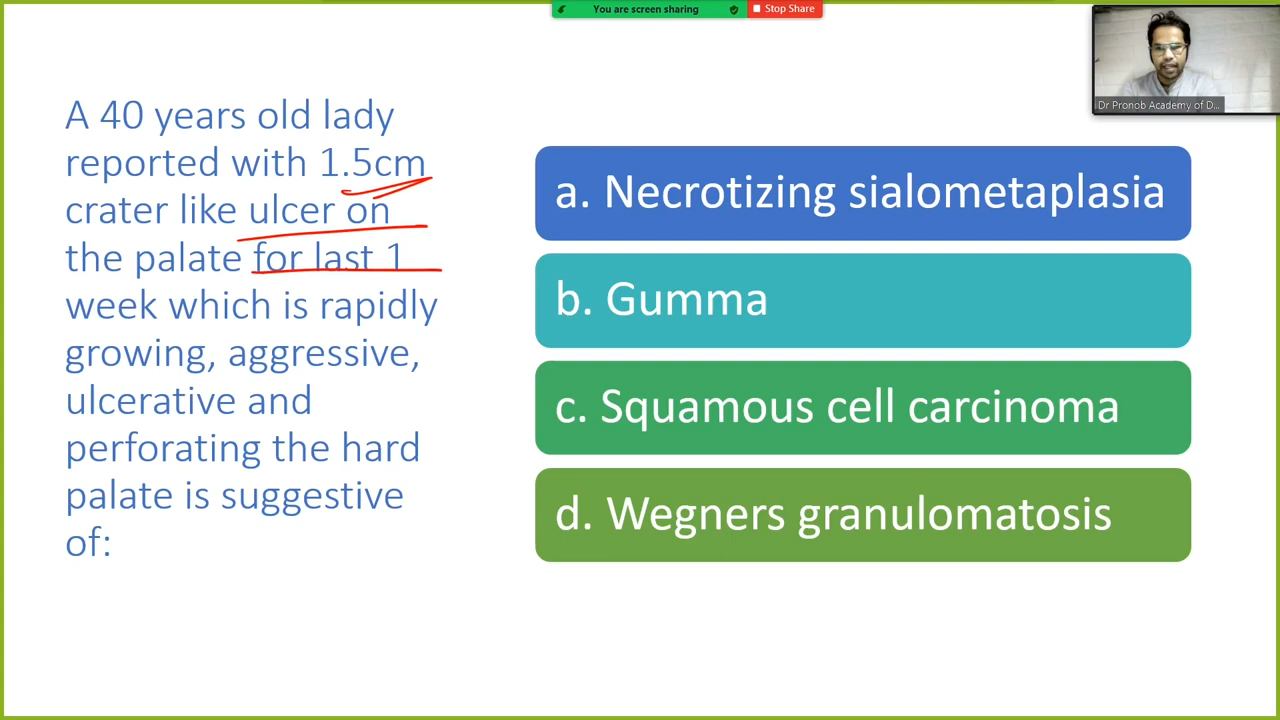 You are screen sharing
Stop Share
Dr Pronob Academy of D...
A 40 years old lady
reported with 1.5cm
crater like ulcer on
the palate for last 1
week which is rapidly
growing, aggressive,
ulcerative and
perforating the hard
palate is suggestive
of:
a. Necrotizing sialometaplasia
b. Gumma
c. Squamous cell carcinoma
d. Wegners granulomatosis